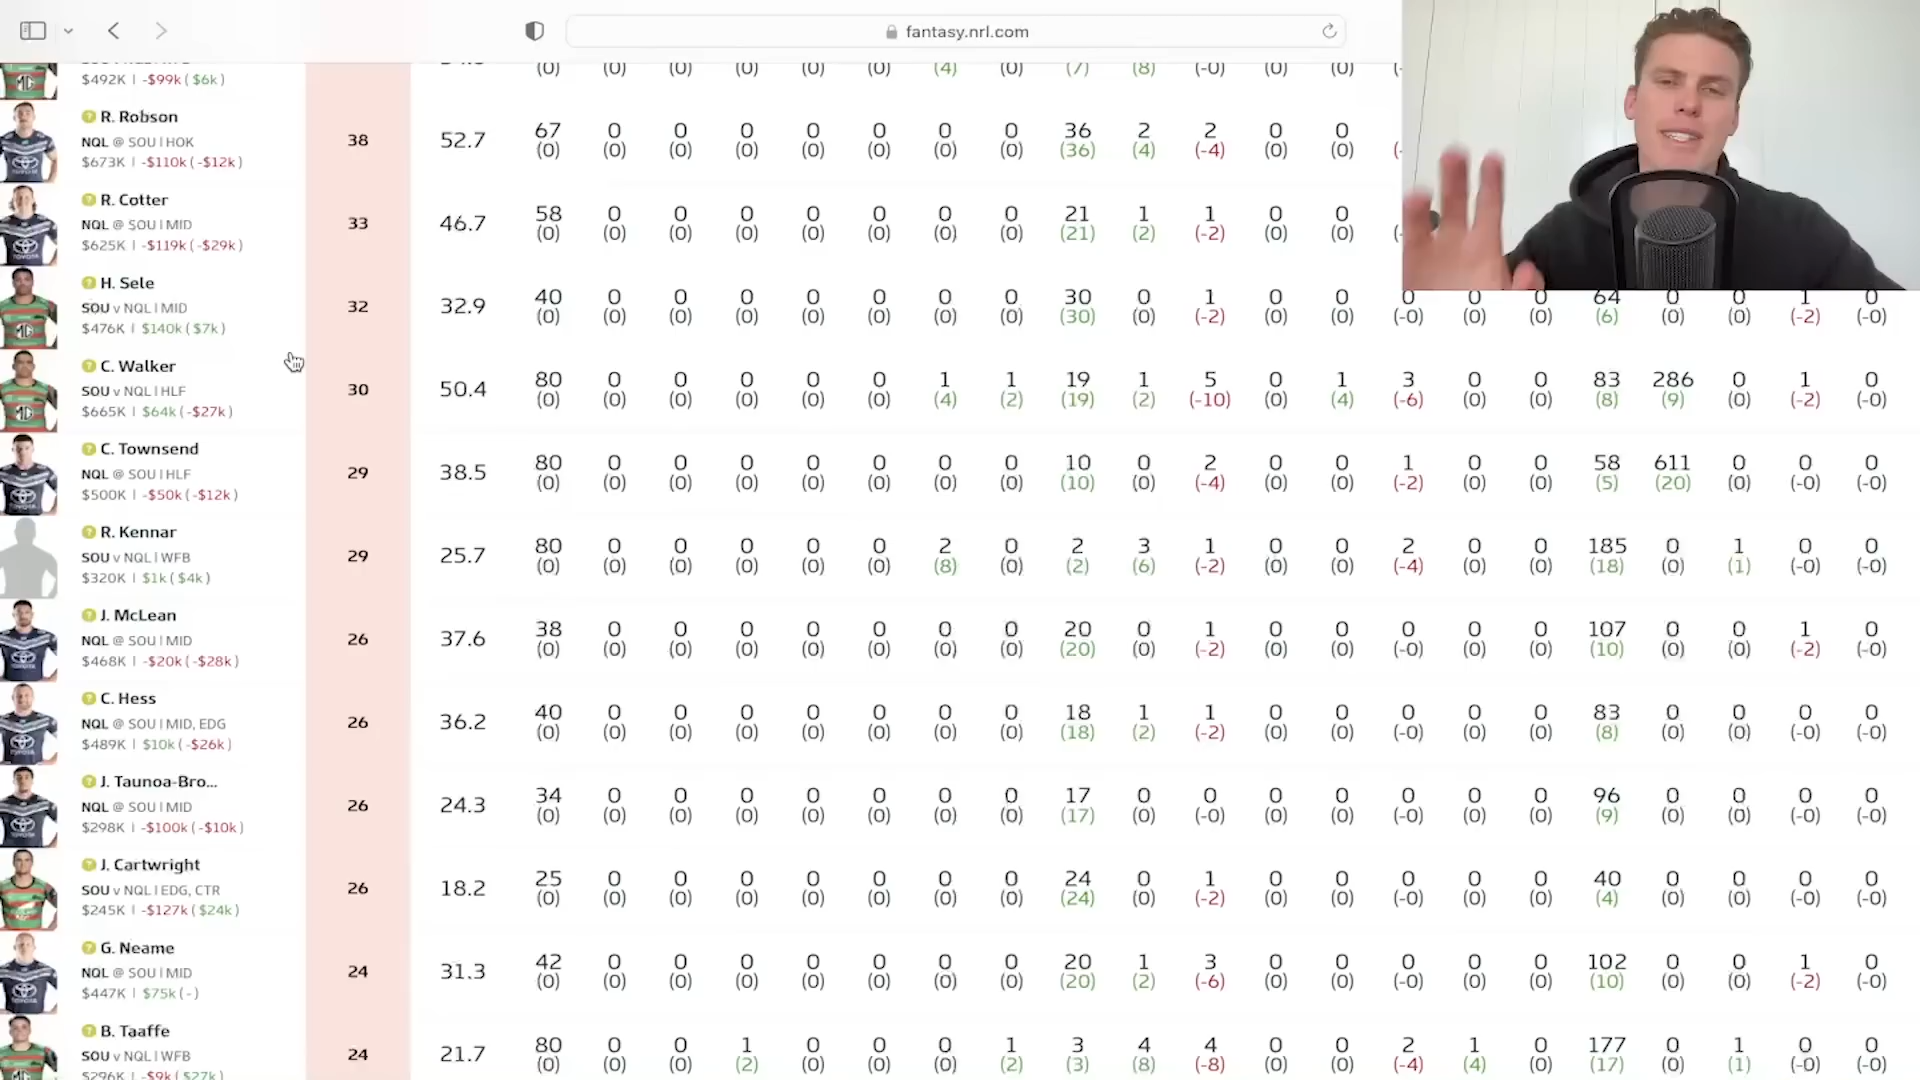 fantasy.nrl.com
$492K | -$99k ( $6k )
(0) (0) (0) (0) (0) (0) (4) (0) (7) (8) (-0) (0) (0)
R. Robson
NQL @ SOU | HOK
$673K | -$110k ( -$12k )
38 52.7 67 0 0 0 0 0 0 0 36 2 2 0 0
(0) (0) (0) (0) (0) (0) (0) (0) (36) (4) (-4) (0) (0)
R. Cotter
NQL @ SOU | MID
$625K | -$119k ( -$29k )
33 46.7 58 0 0 0 0 0 0 0 21 1 1 0 0
(0) (0) (0) (0) (0) (0) (0) (0) (21) (2) (-2) (0) (0)
H. Sele
SOU v NQL | MID
$476K | $140k ( $7k )
32 32.9 40 0 0 0 0 0 0 0 30 0 1 0 0 0 0 0 64 0 0 1 0
(0) (0) (0) (0) (0) (0) (0) (0) (30) (0) (-2) (0) (0) (-0) (0) (0) (6) (0) (0) (-2) (-0)
C. Walker
SOU v NQL | HLF
$665K | $64k ( -$27k )
30 50.4 80 0 0 0 0 0 1 1 19 1 5 0 1 3 0 0 83 286 0 1 0
(0) (0) (0) (0) (0) (0) (4) (2) (19) (2) (-10) (0) (4) (-6) (0) (0) (8) (9) (0) (-2) (-0)
C. Townsend
NQL @ SOU | HLF
$500K | -$50k ( -$12k )
29 38.5 80 0 0 0 0 0 0 0 10 0 2 0 0 1 0 0 58 611 0 0 0
(0) (0) (0) (0) (0) (0) (0) (0) (10) (0) (-4) (0) (0) (-2) (0) (0) (5) (20) (0) (-0) (-0)
R. Kennar
SOU v NQL | WFB
$320K | $1k ( $4k )
29 25.7 80 0 0 0 0 0 2 0 2 3 1 0 0 2 0 0 185 0 1 0 0
(0) (0) (0) (0) (0) (0) (8) (0) (2) (6) (-2) (0) (0) (-4) (0) (0) (18) (0) (1) (-0) (-0)
J. McLean
NQL @ SOU | MID
$468K | -$20k ( -$28k )
26 37.6 38 0 0 0 0 0 0 0 20 0 1 0 0 0 0 0 107 0 0 1 0
(0) (0) (0) (0) (0) (0) (0) (0) (20) (0) (-2) (0) (0) (-0) (0) (0) (10) (0) (0) (-2) (-0)
C. Hess
NQL @ SOU | MID, EDG
$489K | $10k ( -$26k )
26 36.2 40 0 0 0 0 0 0 0 18 1 1 0 0 0 0 0 83 0 0 0 0
(0) (0) (0) (0) (0) (0) (0) (0) (18) (2) (-2) (0) (0) (-0) (0) (0) (8) (0) (0) (-0) (-0)
J. Taunoa-Bro...
NQL @ SOU | MID
$298K | -$100k ( -$10k )
26 24.3 34 0 0 0 0 0 0 0 17 0 0 0 0 0 0 0 96 0 0 0 0
(0) (0) (0) (0) (0) (0) (0) (0) (17) (0) (-0) (0) (0) (-0) (0) (0) (9) (0) (0) (-0) (-0)
J. Cartwright
SOU v NQL | EDG, CTR
$245K | -$127k ( $24k )
26 18.2 25 0 0 0 0 0 0 0 24 0 1 0 0 0 0 0 40 0 0 0 0
(0) (0) (0) (0) (0) (0) (0) (0) (24) (0) (-2) (0) (0) (-0) (0) (0) (4) (0) (0) (-0) (-0)
G. Neame
NQL @ SOU | MID
$447K | $75k ( - )
24 31.3 42 0 0 0 0 0 0 0 20 1 3 0 0 0 0 0 102 0 0 1 0
(0) (0) (0) (0) (0) (0) (0) (0) (20) (2) (-6) (0) (0) (-0) (0) (0) (10) (0) (0) (-2) (-0)
B. Taaffe
SOU v NQL | WFB
$296K | -$9k ( $27k )
24 21.7 80 0 0 1 0 0 0 1 3 4 4 0 0 2 1 0 177 0 1 0 0
(0) (0) (0) (2) (0) (0) (0) (2) (3) (8) (-8) (0) (0) (-4) (4) (0) (17) (0) (1) (-0) (-0)